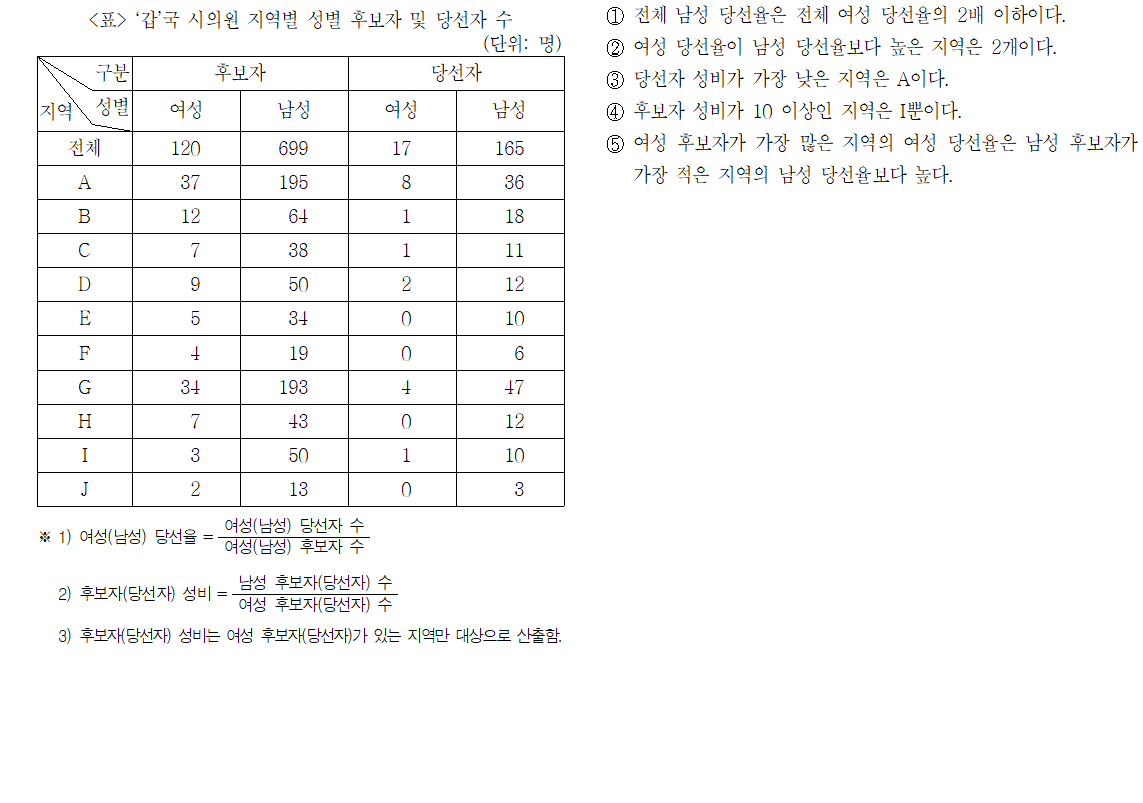 <표> ‘갑’국 시의원 지역별 성별 후보자 및 당선자 수
(단위: 명)
구분 후보자 당선자
지역 성별 여성 남성 여성 남성
전체 120 699 17 165
A 37 195 8 36
B 12 64 1 18
C 7 38 1 11
D 9 50 2 12
E 5 34 0 10
F 4 19 0 6
G 34 193 4 47
H 7 43 0 12
I 3 50 1 10
J 2 13 0 3
※ 1) 여성(남성) 당선율 = 여성(남성) 당선자 수
여성(남성) 후보자 수
2) 후보자(당선자) 성비 = 남성 후보자(당선자) 수
여성 후보자(당선자) 수
3) 후보자(당선자) 성비는 여성 후보자(당선자)가 있는 지역만 대상으로 산출함.
① 전체 남성 당선율은 전체 여성 당선율의 2배 이하이다.
② 여성 당선율이 남성 당선율보다 높은 지역은 2개이다.
③ 당선자 성비가 가장 낮은 지역은 A이다.
④ 후보자 성비가 10 이상인 지역은 I뿐이다.
⑤ 여성 후보자가 가장 많은 지역의 여성 당선율은 남성 후보자가
가장 적은 지역의 남성 당선율보다 높다.